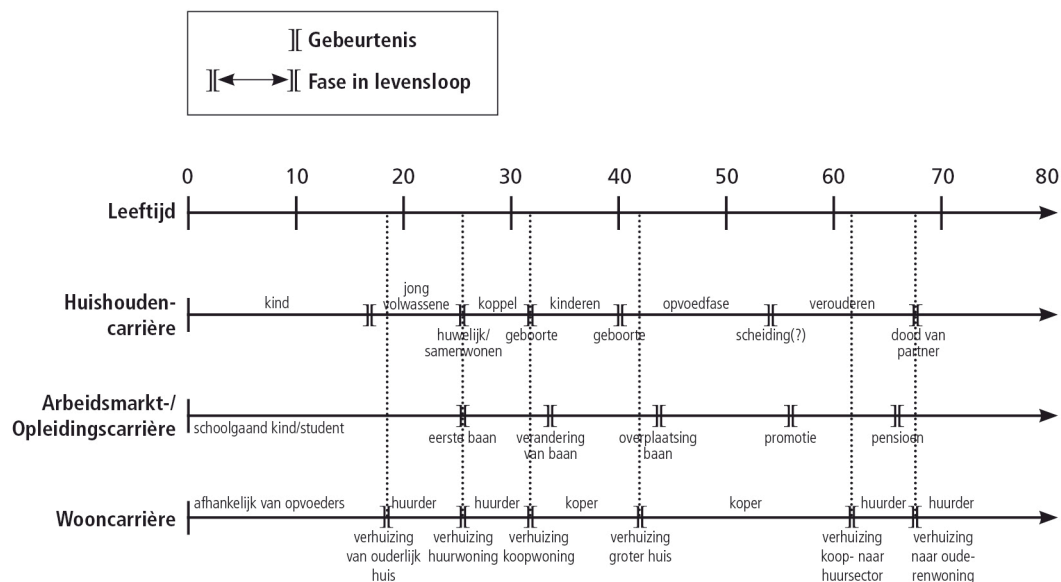 Gebeurtenis
Fase in levensloop
0 10 20 30 40 50 60 70 80
Leeftijd
Huishouden-
carrière
kind
jong
volwassene
koppel
kinderen
opvoedfase
verouderen
huwelijk/
samenwonen
geboorte
geboorte
scheiding(?)
dood van
partner
Arbeidsmarkt-/
Opleidingscarrière
schoolgaand kind/student
eerste baan
verandering
van baan
overplaatsing
baan
promotie
pensioen
Wooncarrière
afhankelijk van opvoeders
huurder
huurder
koper
koper
huurder
huurder
verhuizing
van ouderlijk
huis
verhuizing
huurwoning
verhuizing
koopwoning
verhuizing
groter huis
verhuizing
koop- naar
huursector
verhuizing
naar oude-
renwoning